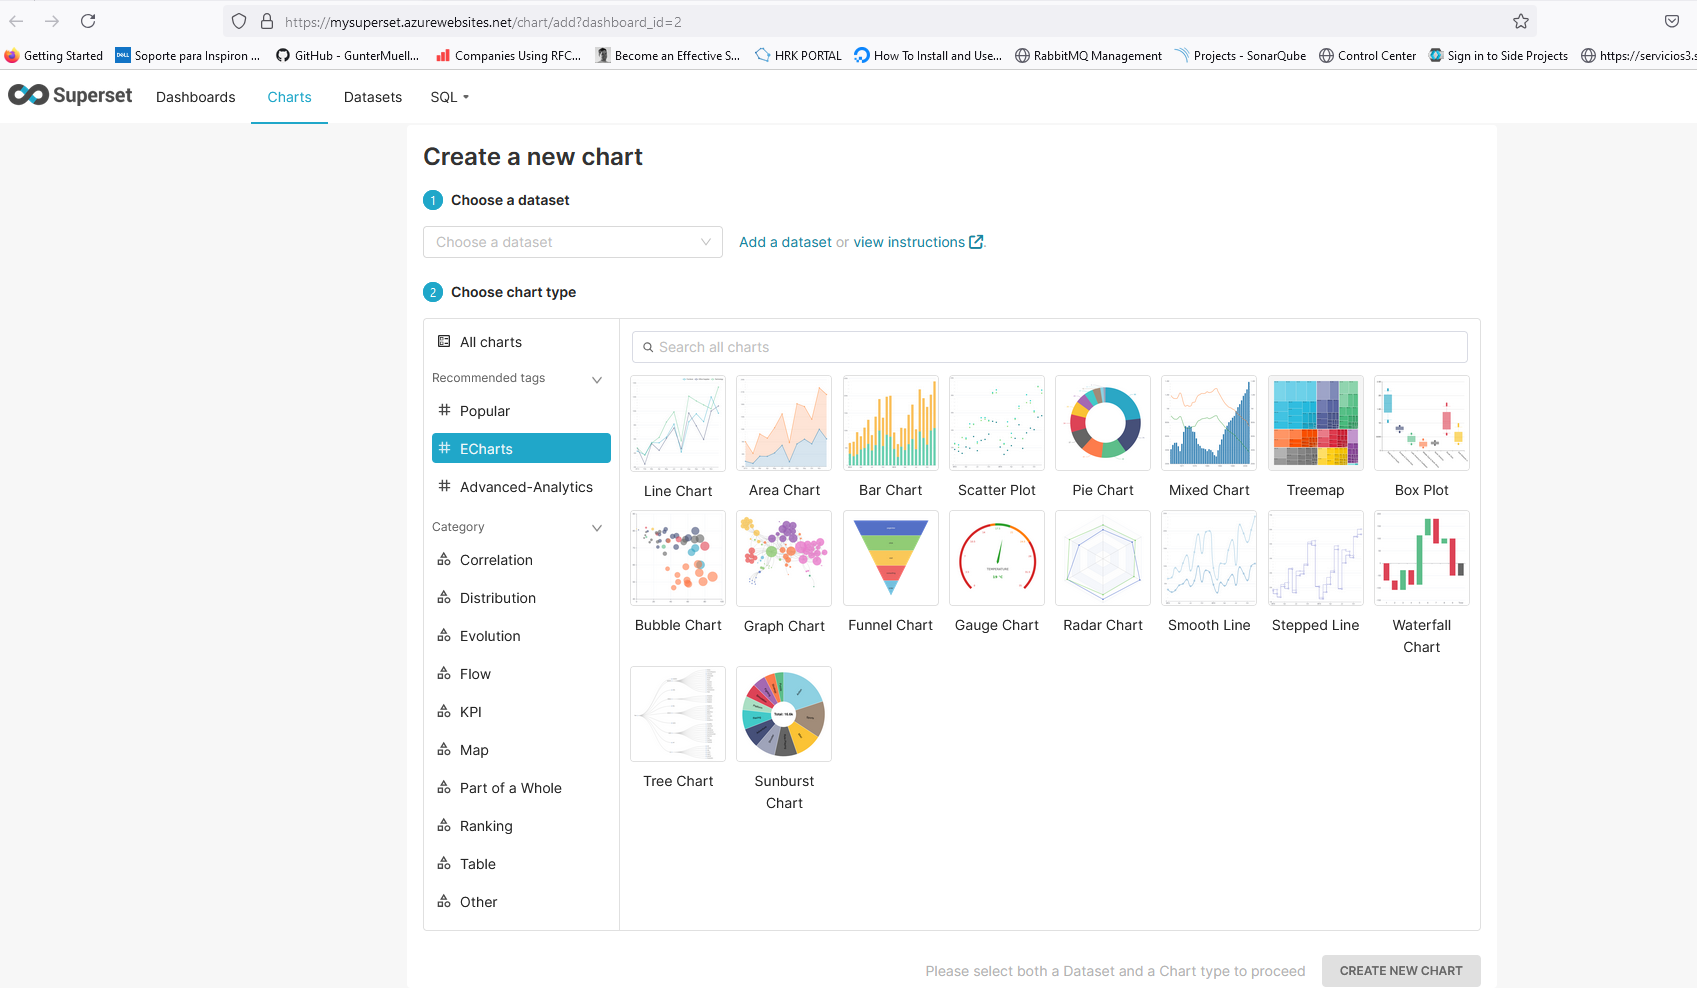 https://mysuperset.azurewebsites.net/chart/add?dashboard_id=2
Getting Started Soporte para Inspiron ... GitHub - GunterMuell... Companies Using RFC... Become an Effective S... HRK PORTAL How To Install and Use... RabbitMQ Management Projects - SonarQube Control Center Sign in to Side Projects https://servicios3.s
Superset Dashboards Charts Datasets SQL
Create a new chart
1 Choose a dataset
Choose a dataset Add a dataset or view instructions
2 Choose chart type
All charts
Recommended tags
Popular
ECharts
Advanced-Analytics
Category
Correlation
Distribution
Evolution
Flow
KPI
Map
Part of a Whole
Ranking
Table
Other
Search all charts
Line Chart Area Chart Bar Chart Scatter Plot Pie Chart Mixed Chart Treemap Box Plot
Bubble Chart Graph Chart Funnel Chart Gauge Chart Radar Chart Smooth Line Stepped Line Waterfall
Chart
Tree Chart Sunburst
Chart
Please select both a Dataset and a Chart type to proceed CREATE NEW CHART